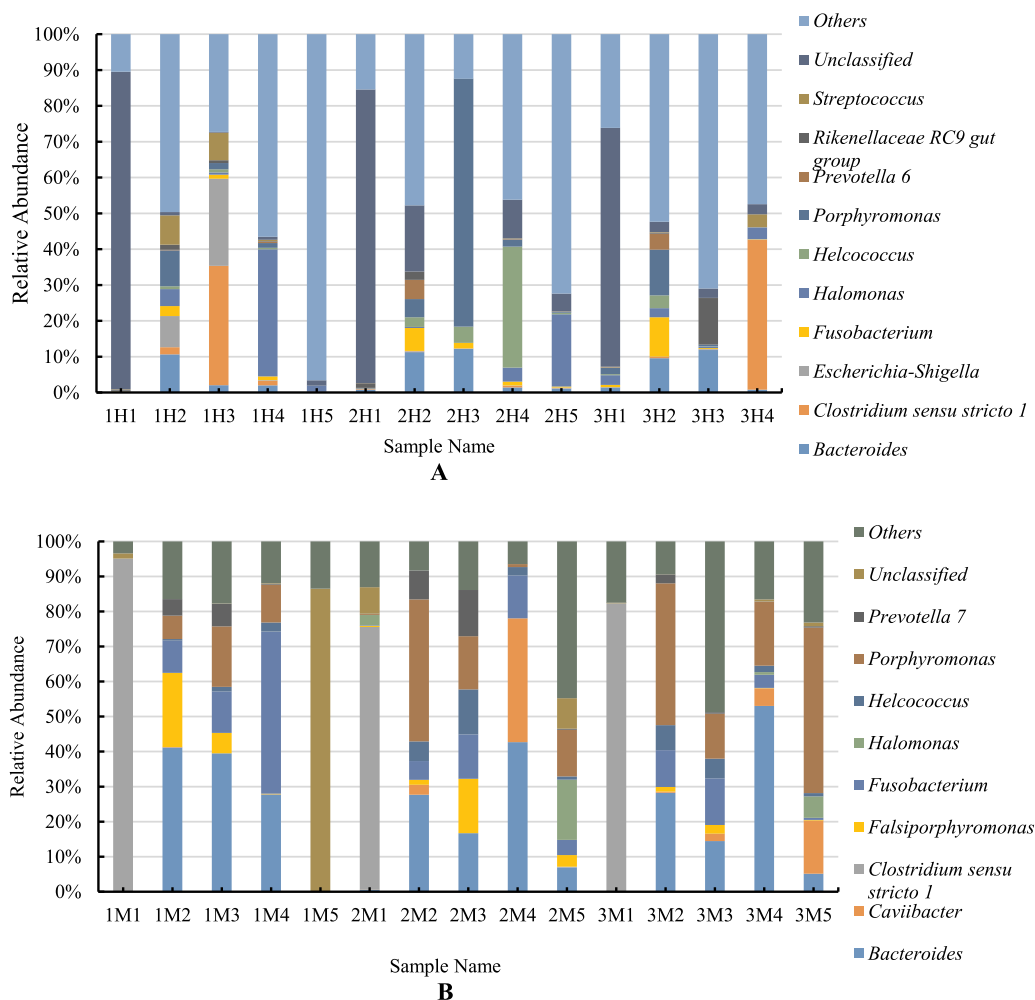 Relative Abundance
100%
90%
80%
70%
60%
50%
40%
30%
20%
10%
0%
1H1 1H2 1H3 1H4 1H5 2H1 2H2 2H3 2H4 2H5 3H1 3H2 3H3 3H4
Sample Name
A
Others
Unclassified
Streptococcus
Rikenellaceae RC9 gut
group
Prevotella 6
Porphyromonas
Helcococcus
Halomonas
Fusobacterium
Escherichia-Shigella
Clostridium sensu stricto 1
Bacteroides
Relative Abundance
100%
90%
80%
70%
60%
50%
40%
30%
20%
10%
0%
1M1 1M2 1M3 1M4 1M5 2M1 2M2 2M3 2M4 2M5 3M1 3M2 3M3 3M4 3M5
Sample Name
B
Others
Unclassified
Prevotella 7
Porphyromonas
Helcococcus
Halomonas
Fusobacterium
Falsiporphyromonas
Clostridium sensu
stricto 1
Caviibacter
Bacteroides